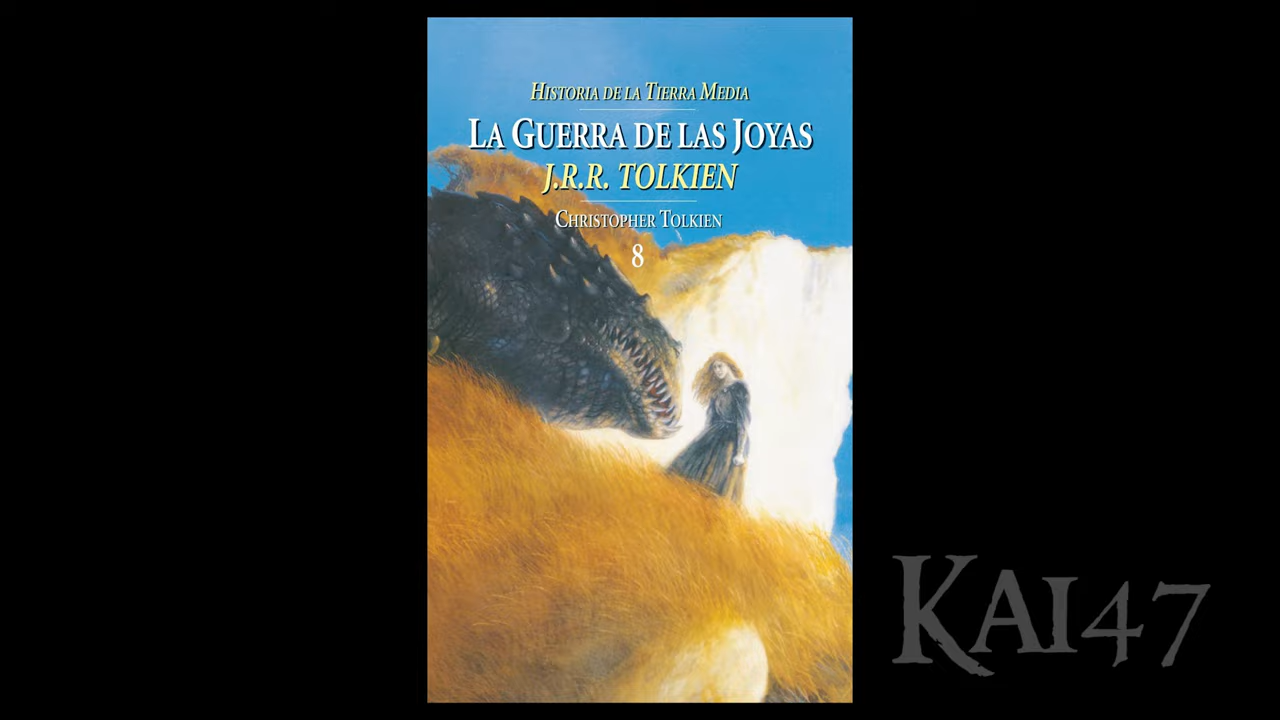 Historia de la Tierra Media
La Guerra de las Joyas
J.R.R. TOLKIEN
Christopher Tolkien
8
KAI47